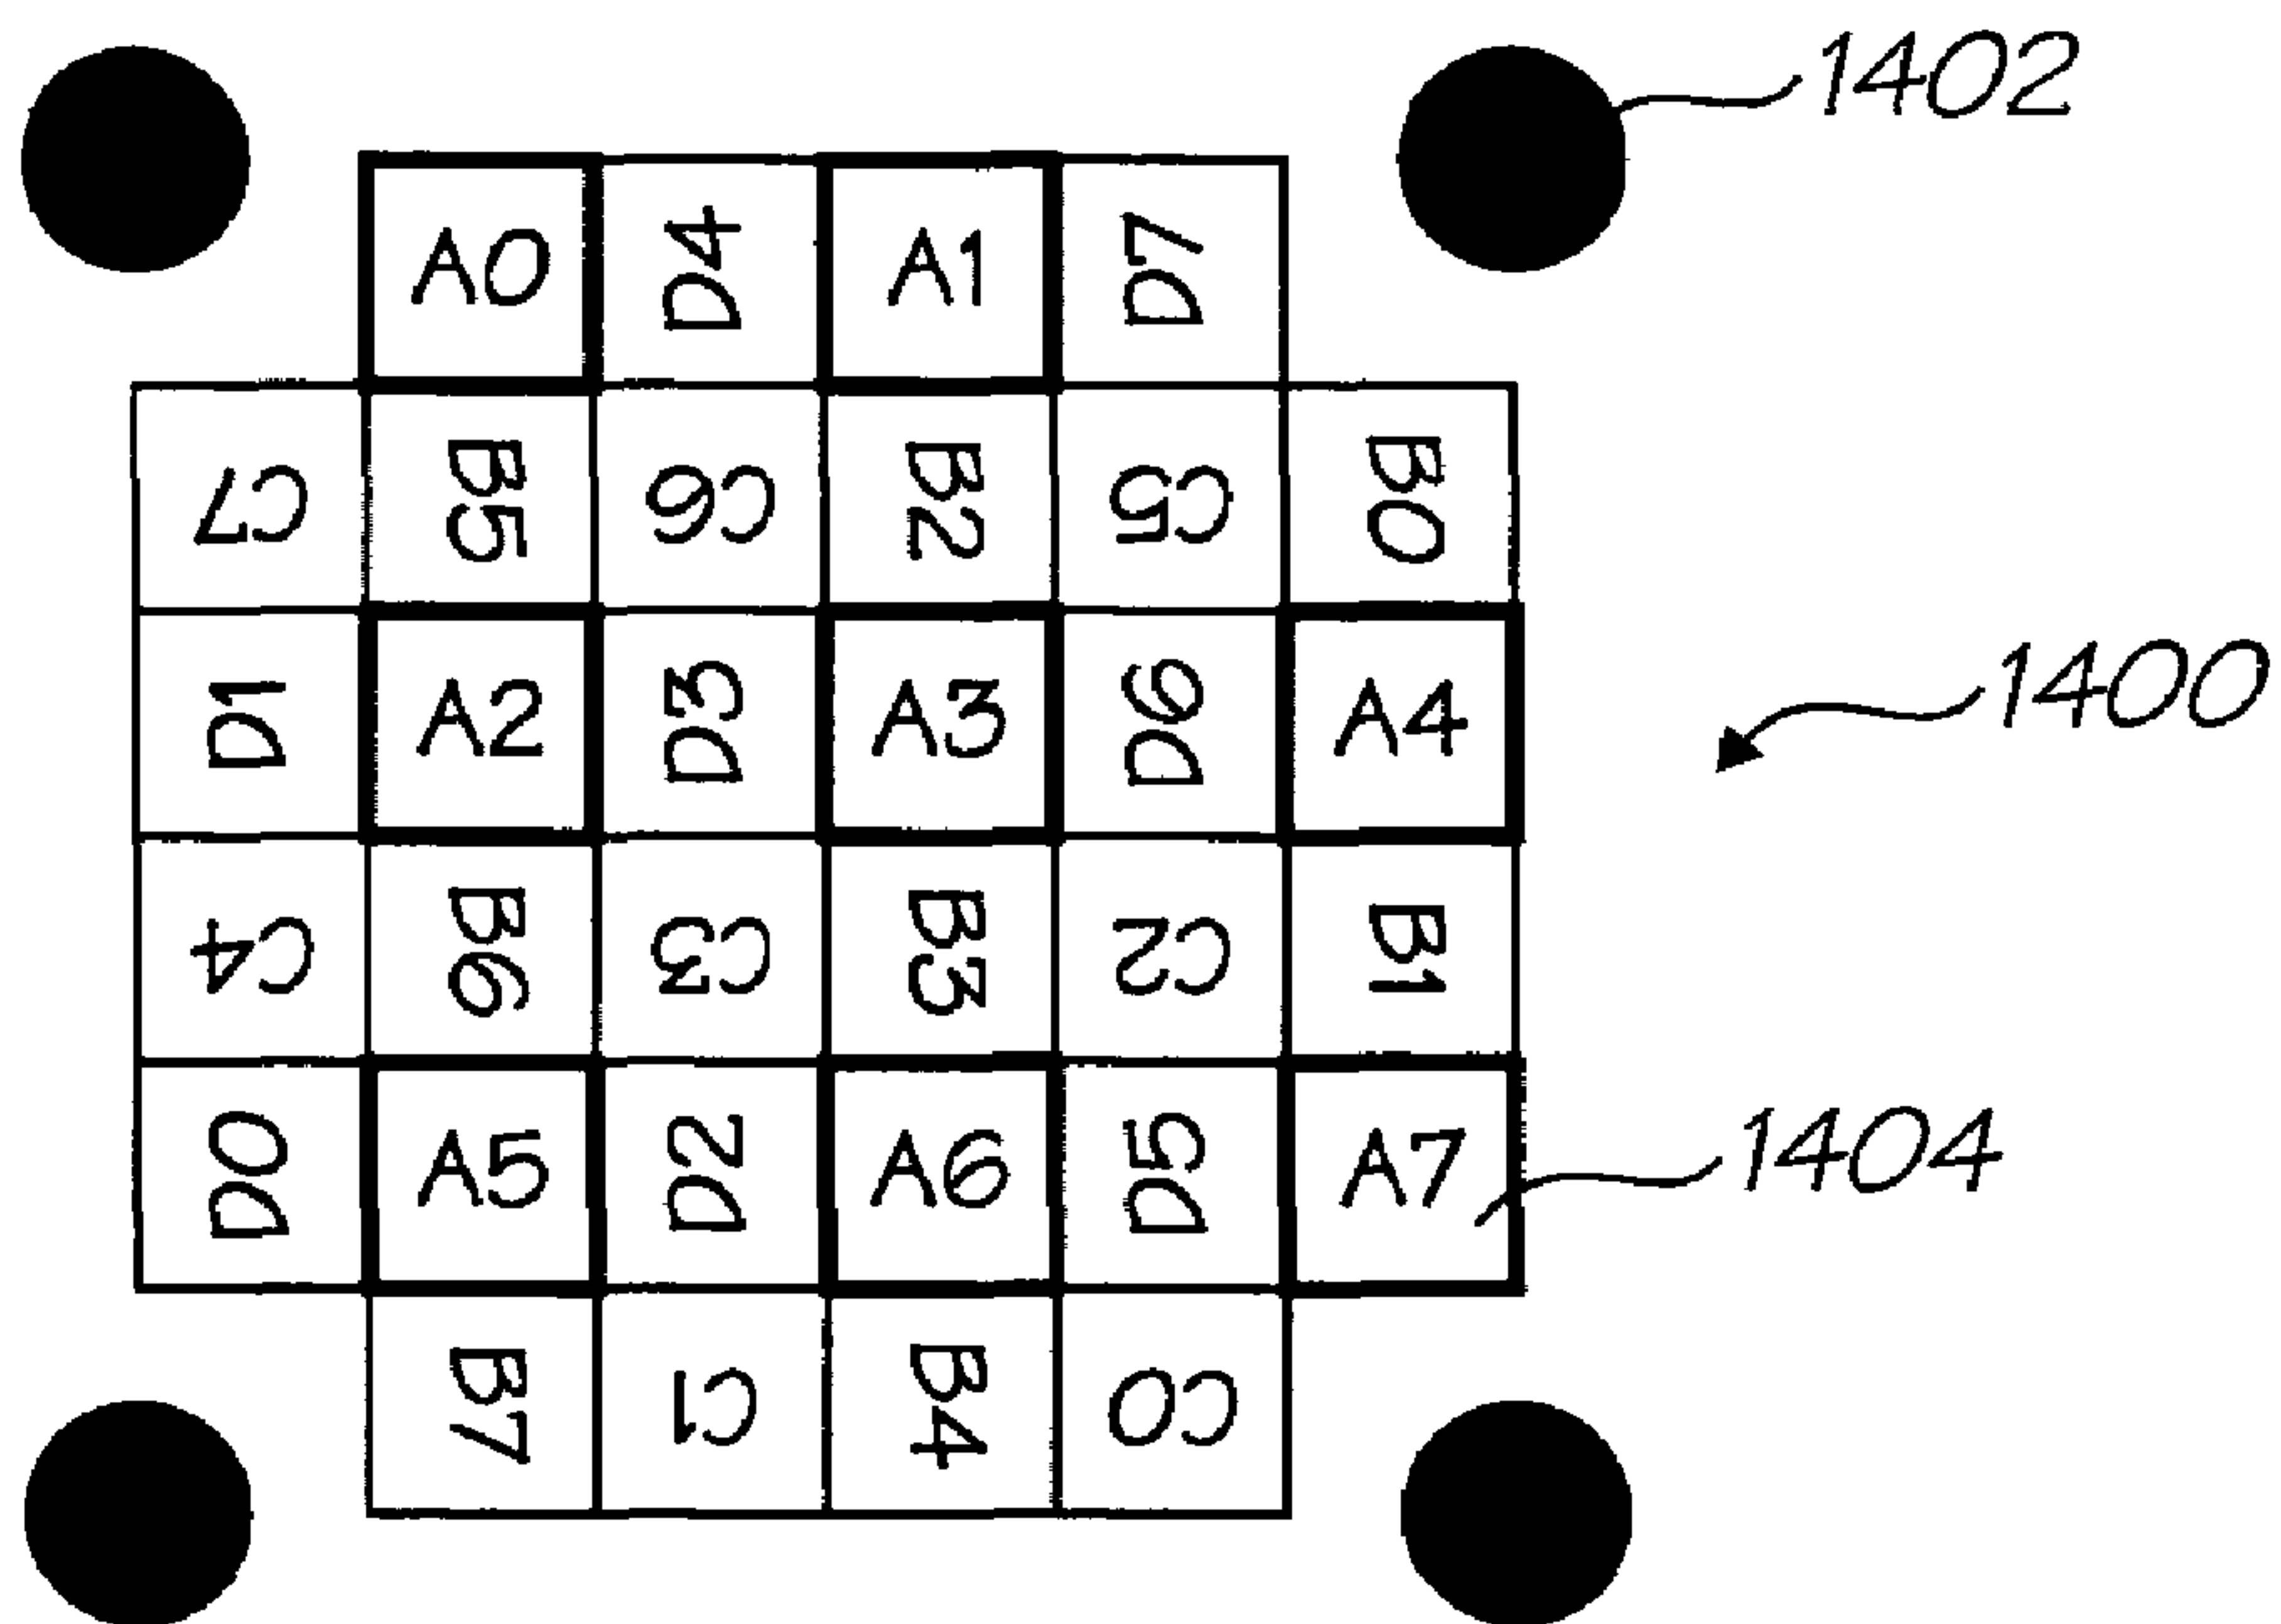 1402
A0 D4 A1 D7
C7 B5 C6 B2 C5 B0
1400
D1 A2 D3 A3 D6 A4
C4 B6 C3 B3 C2 B1
1404
D0 A5 D2 A6 D5 A7
B7 C1 B4 C0